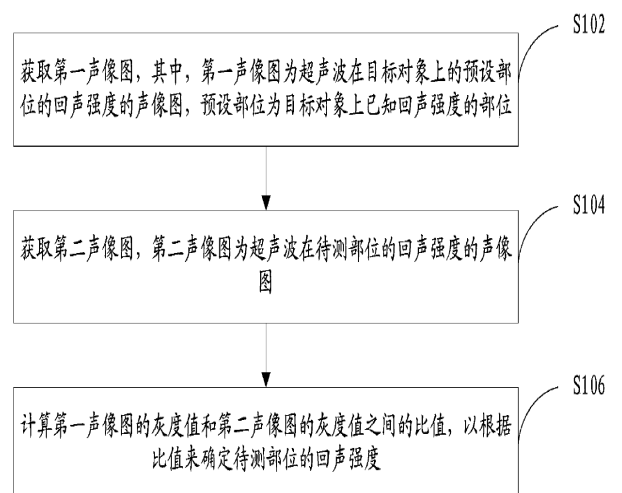 S102
获取第一声像图，其中，第一声像图为超声波在目标对象上的预设部
位的回声强度的声像图，预设部位为目标对象上已知回声强度的部位
S104
获取第二声像图，第二声像图为超声波在待测部位的回声强度的声像
图
S106
计算第一声像图的灰度值和第二声像图的灰度值之间的比值，以根据
比值来确定待测部位的回声强度